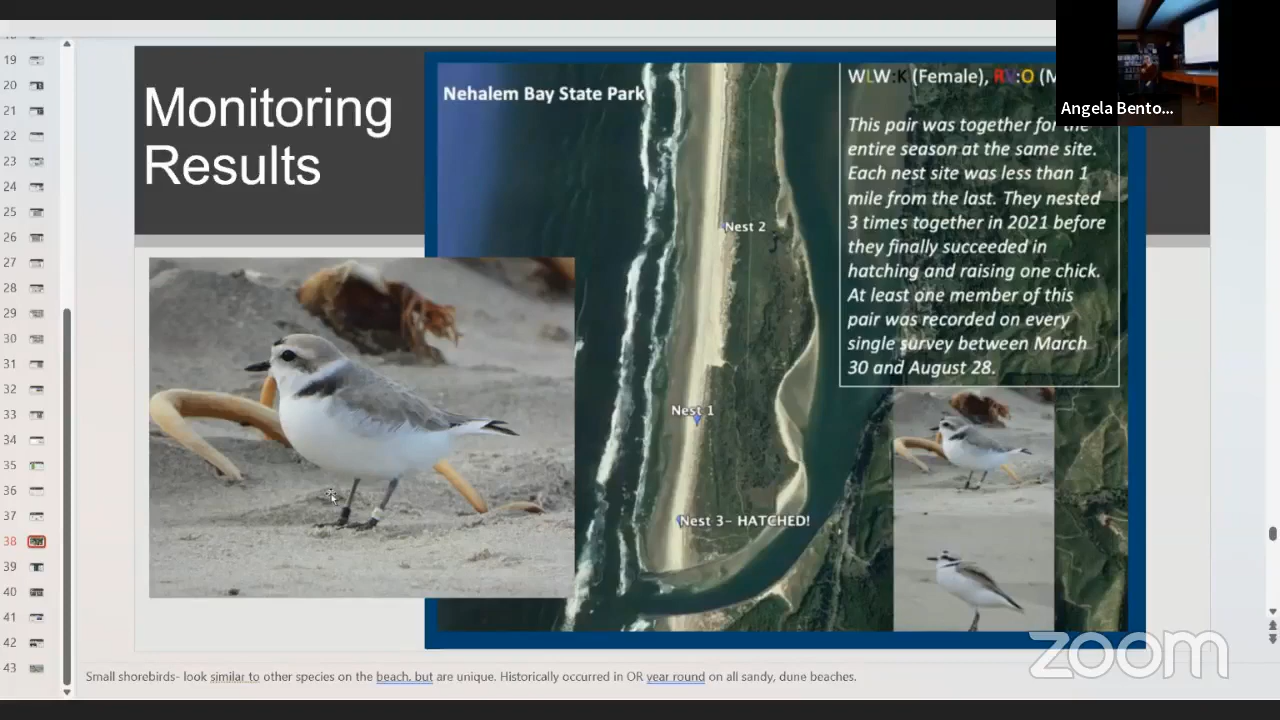 Monitoring
Results
Nehalem Bay State Park
WLW:K (Female), RV:O (M
This pair was together for the
entire season at the same site.
Each nest site was less than 1
mile from the last. They nested
3 times together in 2021 before
they finally succeeded in
hatching and raising one chick.
At least one member of this
pair was recorded on every
single survey between March
30 and August 28.
Nest 2
Nest 1
Nest 3– HATCHED!
Angela Bento...
19
20
21
22
23
24
25
26
27
28
29
30
31
32
33
34
35
36
37
38
39
40
41
42
43
Small shorebirds- look similar to other species on the beach, but are unique. Historically occurred in OR year round on all sandy, dune beaches.
zoom